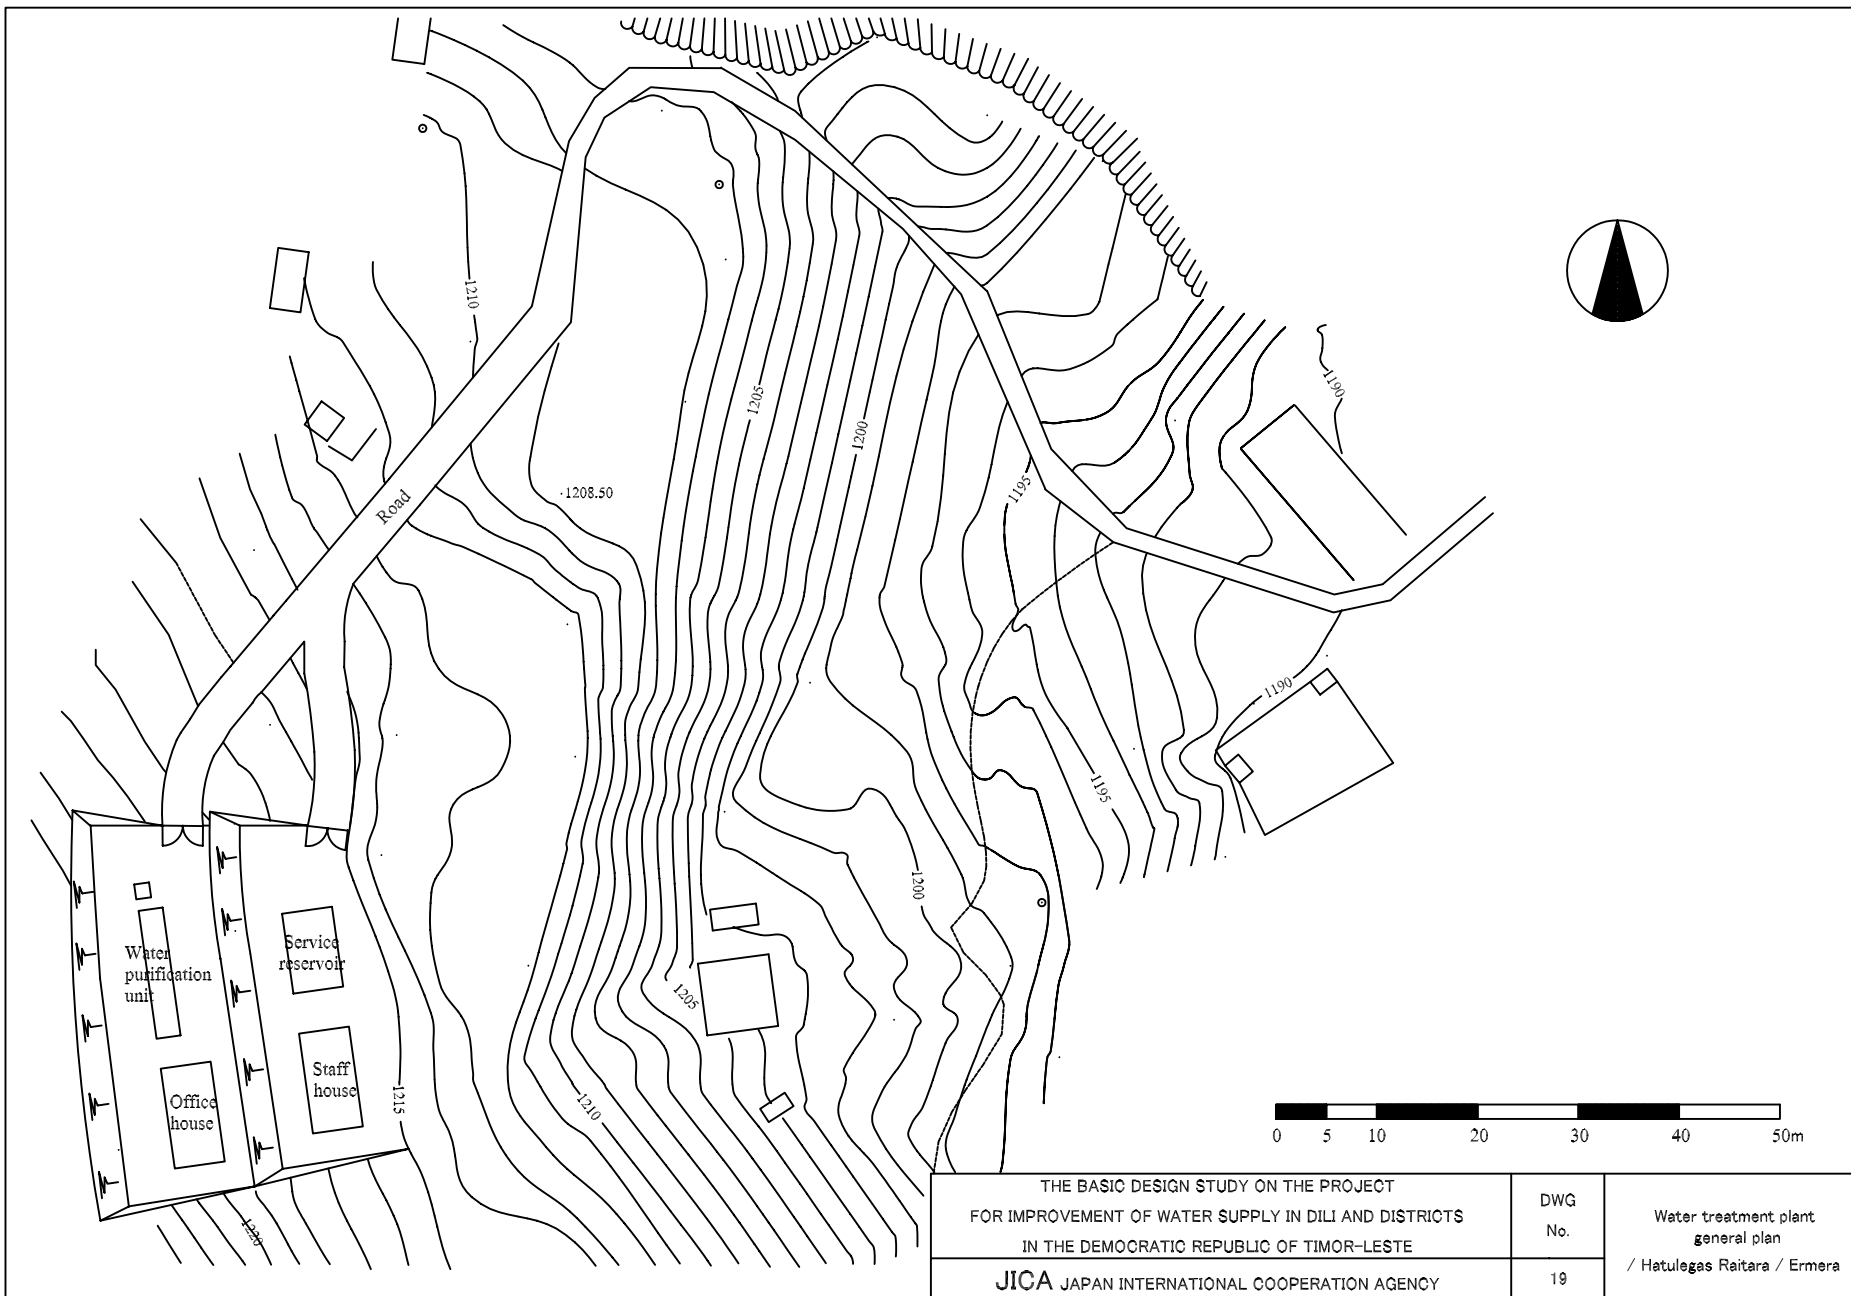 1210
1205
1200
1190
1195
·1208.50
Road
1190
1195
1200
Water
purification
unit
Service
reservoir
1205
Office
house
Staff
house
1215
1210
1220
0 5 10 20 30 40 50m
THE BASIC DESIGN STUDY ON THE PROJECT
FOR IMPROVEMENT OF WATER SUPPLY IN DILI AND DISTRICTS
IN THE DEMOCRATIC REPUBLIC OF TIMOR-LESTE
JICA JAPAN INTERNATIONAL COOPERATION AGENCY
DWG
No.
19
Water treatment plant
general plan
/ Hatulegas Raitara / Ermera